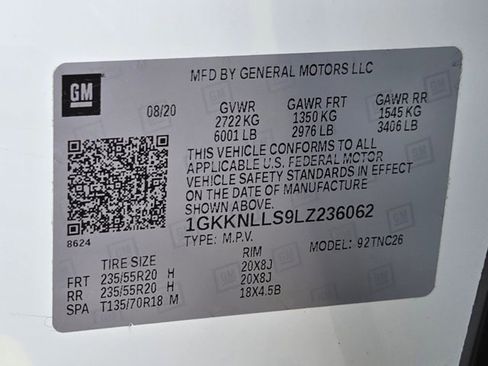 MFD BY GENERAL MOTORS LLC
GM
08/20 GVWR GAWR FRT GAWR RR
2722 KG 1350 KG 1545 KG
6001 LB 2976 LB 3406 LB
THIS VEHICLE CONFORMS TO ALL
APPLICABLE U.S. FEDERAL MOTOR
VEHICLE SAFETY STANDARDS IN EFFECT
ON THE DATE OF MANUFACTURE
SHOWN ABOVE.
8624
1GKKNLLS9LZ236062
TYPE: M.P.V. MODEL: 92TNC26
TIRE SIZE RIM
FRT 235/55R20 H 20X8J
RR 235/55R20 H 20X8J
SPA T135/70R18 M 18X4.5B